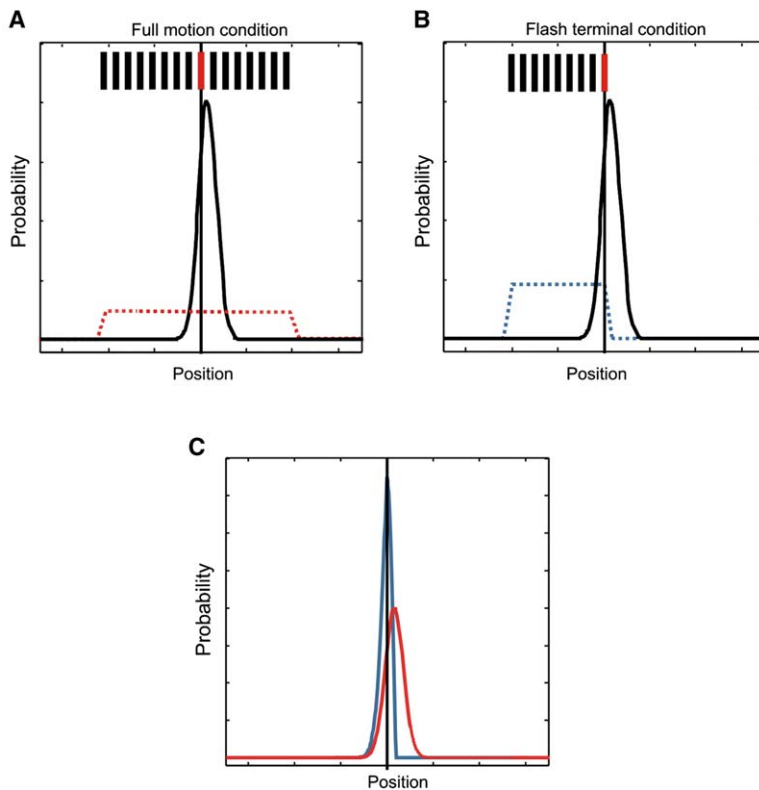 A
Full motion condition
Probability
Position
B
Flash terminal condition
Probability
Position
C
Probability
Position